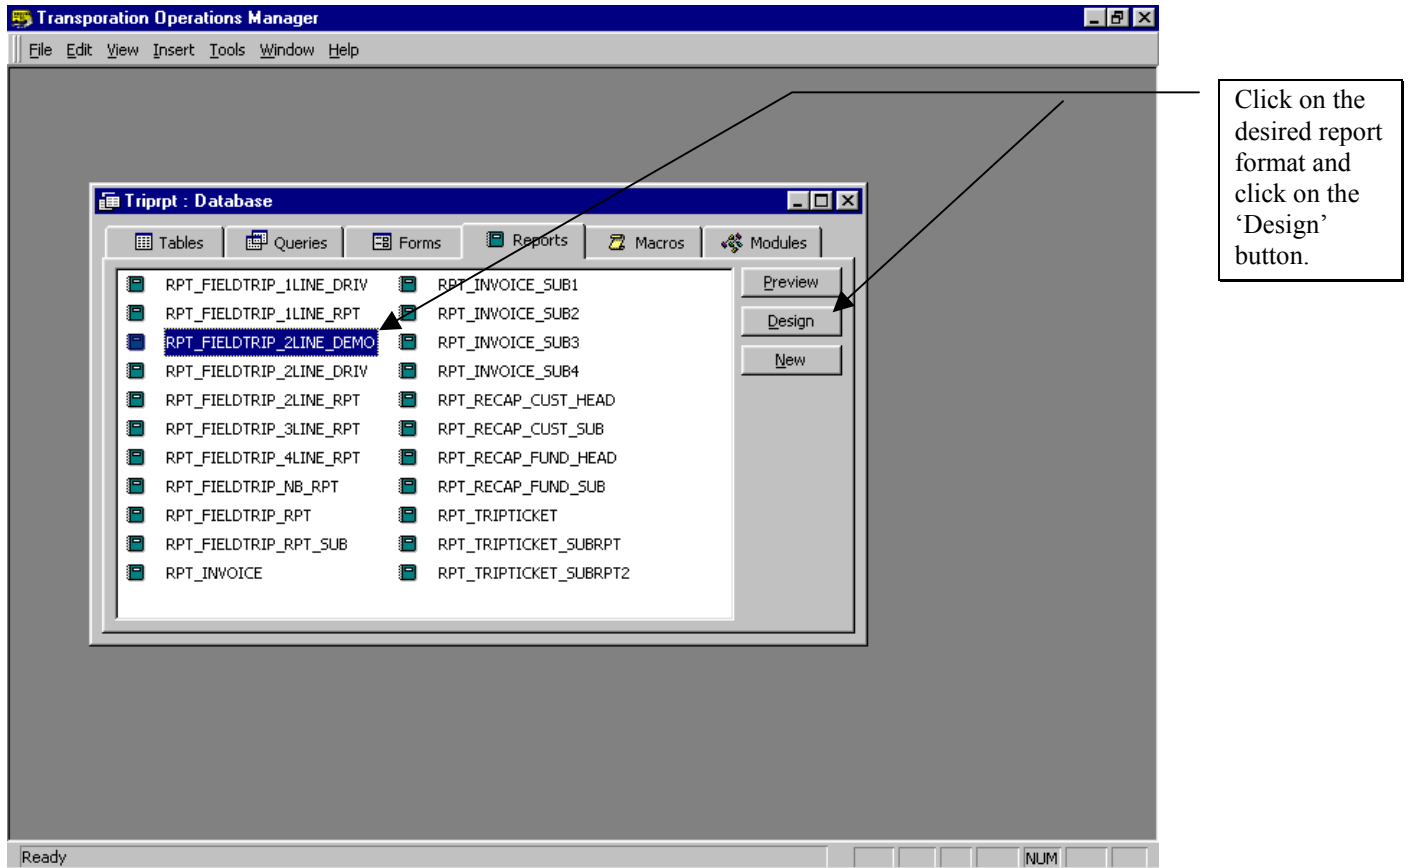 Transporation Operations Manager
File Edit View Insert Tools Window Help
Click on the
desired report
format and
click on the
‘Design’
button.
Triprpt : Database
Tables Queries Forms Reports Macros Modules
RPT_FIELDTRIP_1LINE_DRIV
RPT_FIELDTRIP_1LINE_RPT
RPT_FIELDTRIP_2LINE_DEMO
RPT_FIELDTRIP_2LINE_DRIV
RPT_FIELDTRIP_2LINE_RPT
RPT_FIELDTRIP_3LINE_RPT
RPT_FIELDTRIP_4LINE_RPT
RPT_FIELDTRIP_NB_RPT
RPT_FIELDTRIP_RPT
RPT_FIELDTRIP_RPT_SUB
RPT_INVOICE
RPT_INVOICE_SUB1
RPT_INVOICE_SUB2
RPT_INVOICE_SUB3
RPT_INVOICE_SUB4
RPT_RECAP_CUST_HEAD
RPT_RECAP_CUST_SUB
RPT_RECAP_FUND_HEAD
RPT_RECAP_FUND_SUB
RPT_TRIPTICKET
RPT_TRIPTICKET_SUBRPT
RPT_TRIPTICKET_SUBRPT2
Preview
Design
New
Ready NUM